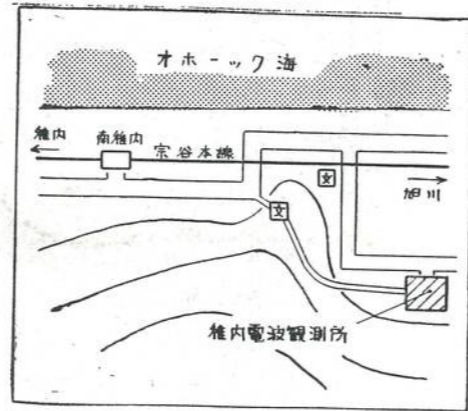 オホーツク海
稚内
南稚内
宗谷本線
旭川
文
文
稚内電波観測所